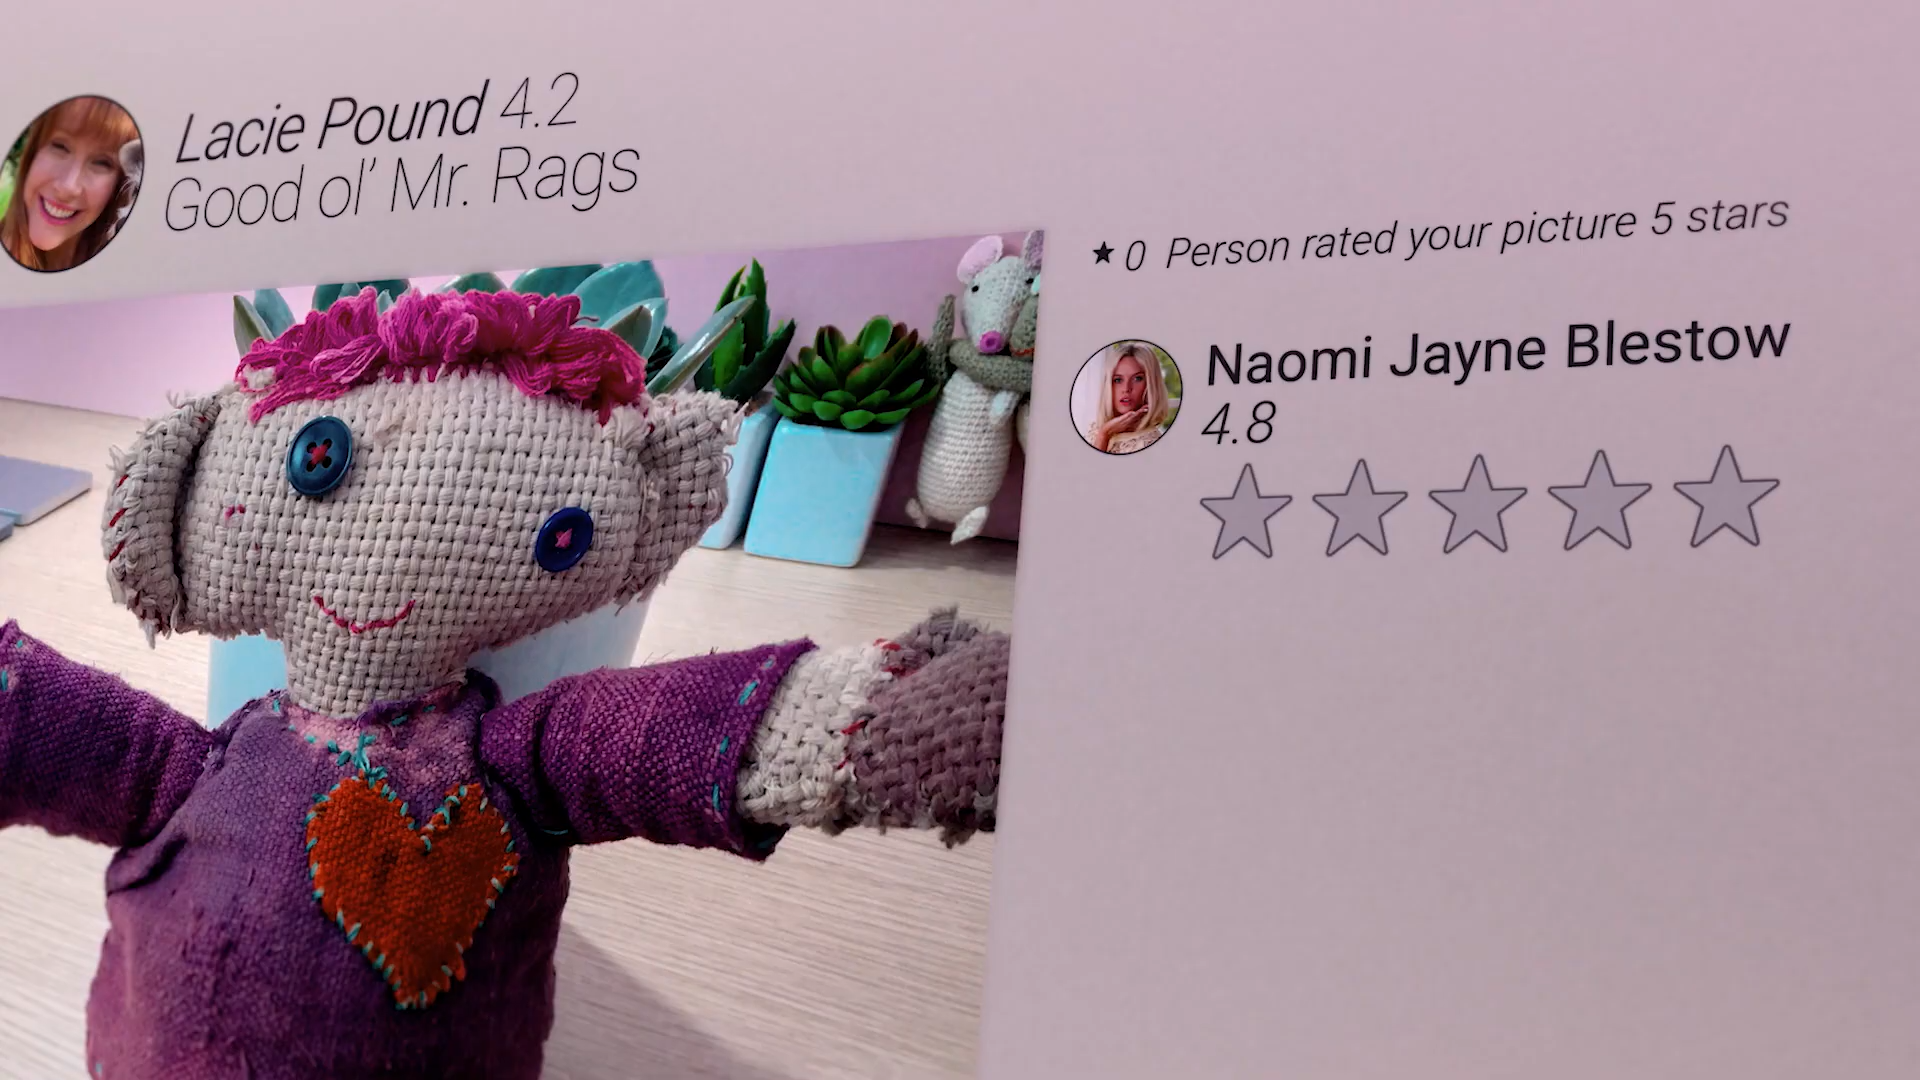 Lacie Pound 4.2
Good ol' Mr. Rags
★ 0 Person rated your picture 5 stars
Naomi Jayne Blestow
4.8